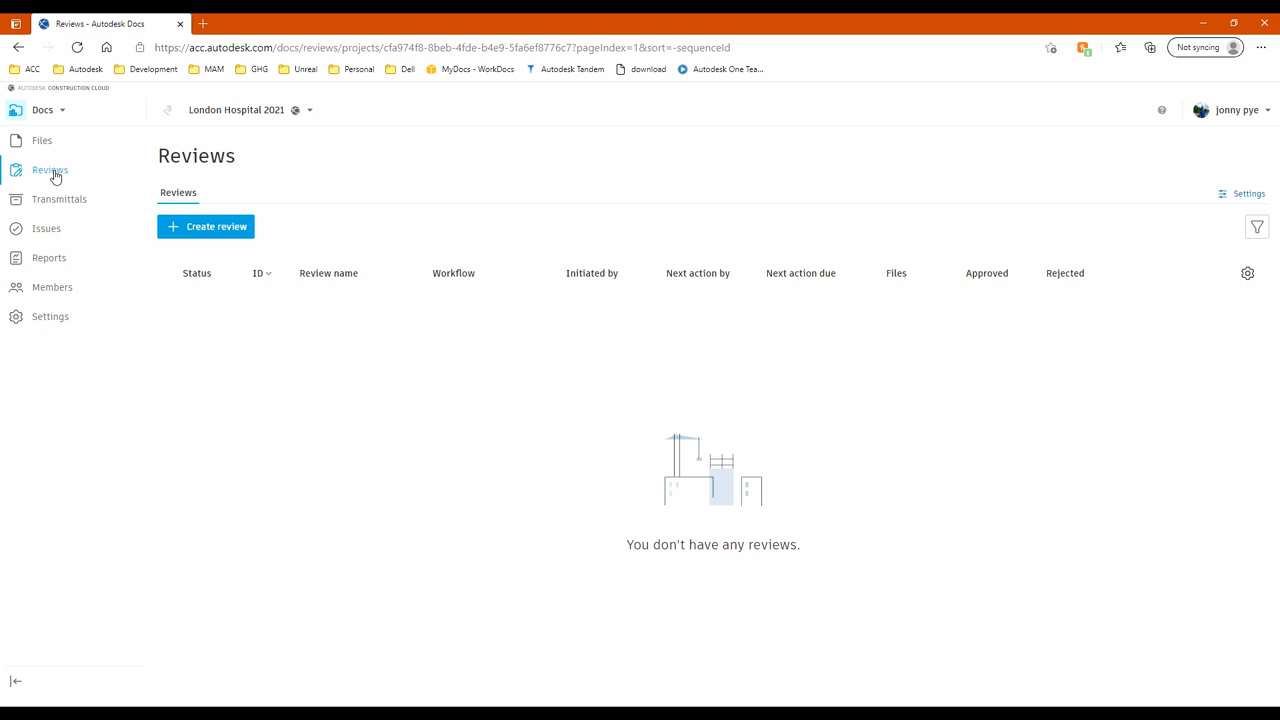 Reviews - Autodesk Docs
https://acc.autodesk.com/docs/reviews/projects/cfa974f8-8beb-4fde-b4e9-5fa6ef8776c7?pageIndex=1&sort=-sequenceId
Not syncing
ACC
Autodesk
Development
MAM
GHG
Unreal
Personal
Dell
MyDocs - WorkDocs
Autodesk Tandem
download
Autodesk One Tea...
AUTODESK CONSTRUCTION CLOUD
Docs
London Hospital 2021
jonny pye
Files
Reviews
Transmittals
Issues
Reports
Members
Settings
Reviews
Reviews
Settings
Create review
Status ID Review name Workflow Initiated by Next action by Next action due Files Approved Rejected
You don't have any reviews.